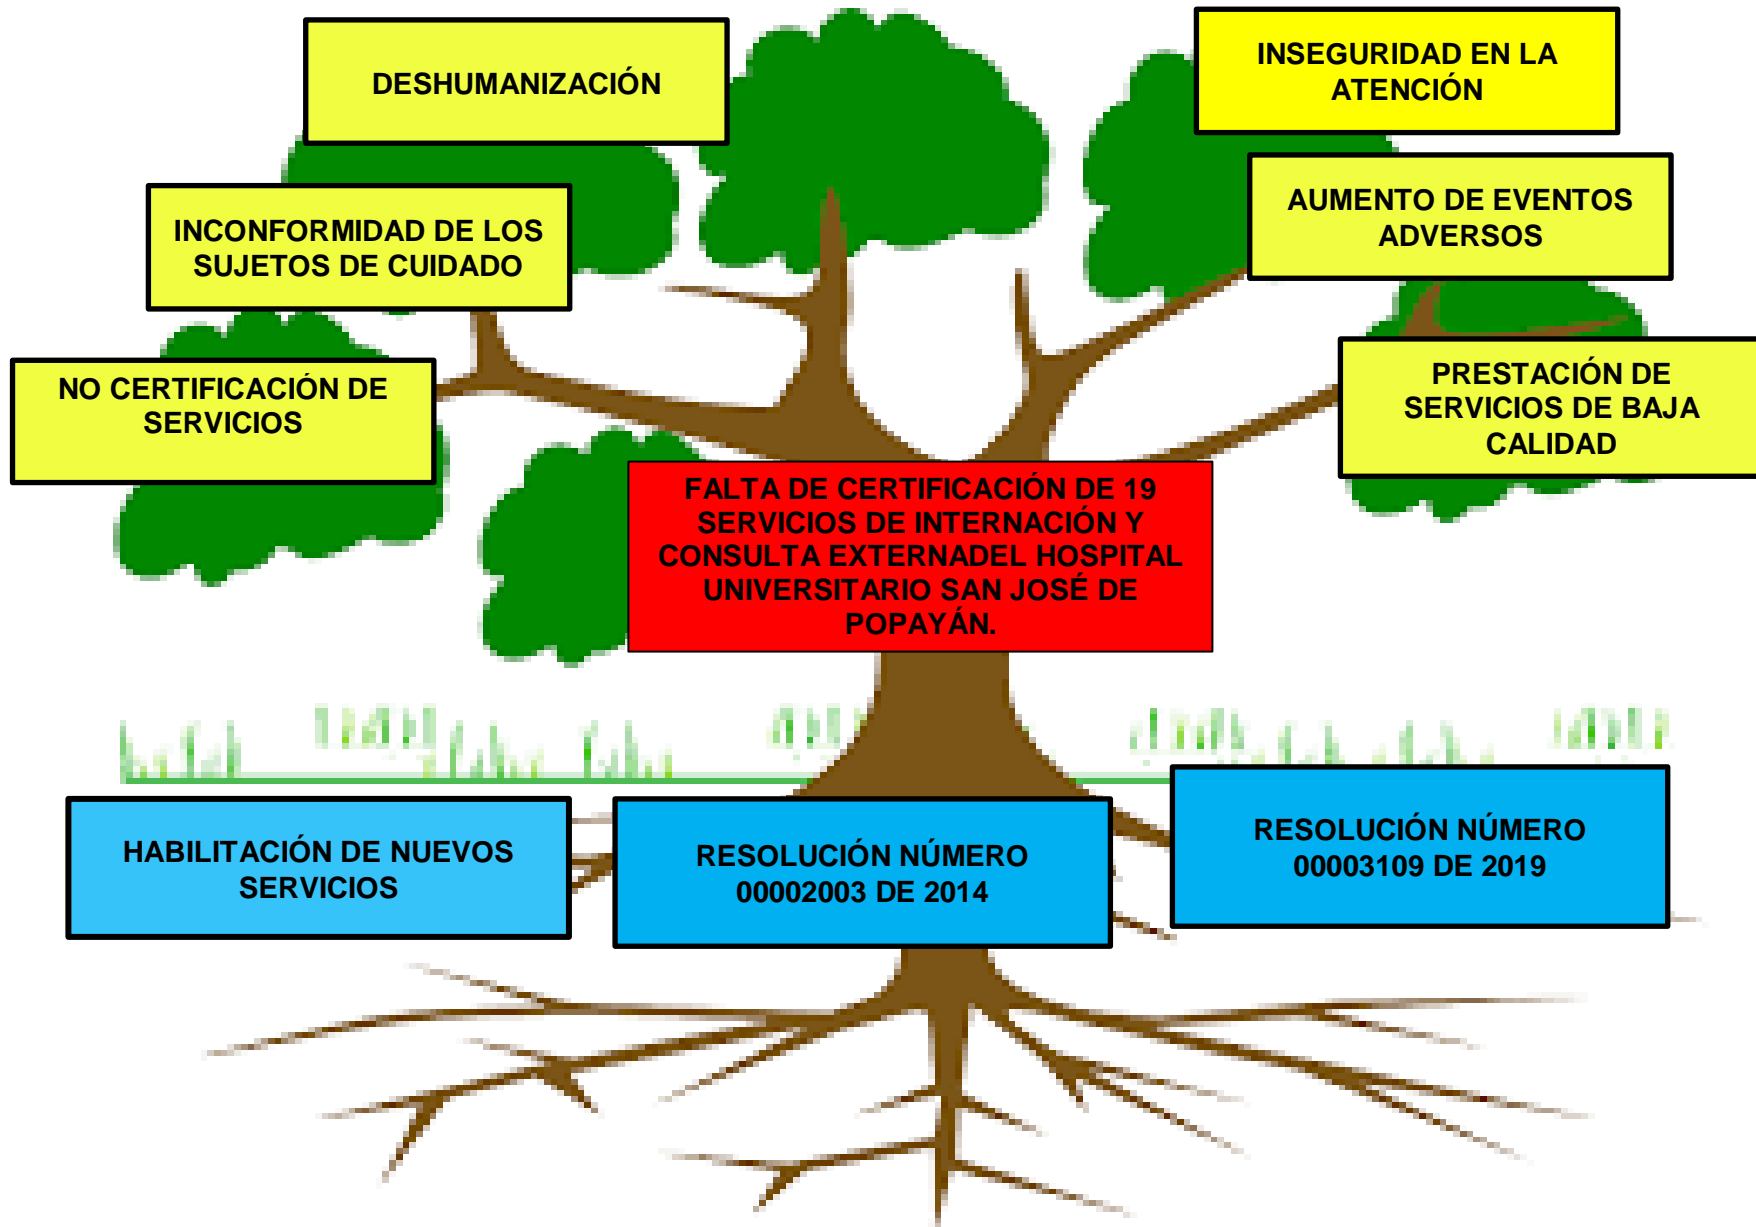 DESHUMANIZACIÓN
INSEGURIDAD EN LA
ATENCIÓN
INCONFORMIDAD DE LOS
SUJETOS DE CUIDADO
AUMENTO DE EVENTOS
ADVERSOS
NO CERTIFICACIÓN DE
SERVICIOS
PRESTACIÓN DE
SERVICIOS DE BAJA
CALIDAD
FALTA DE CERTIFICACIÓN DE 19
SERVICIOS DE INTERNACIÓN Y
CONSULTA EXTERNADEL HOSPITAL
UNIVERSITARIO SAN JOSÉ DE
POPAYÁN.
HABILITACIÓN DE NUEVOS
SERVICIOS
RESOLUCIÓN NÚMERO
00002003 DE 2014
RESOLUCIÓN NÚMERO
00003109 DE 2019